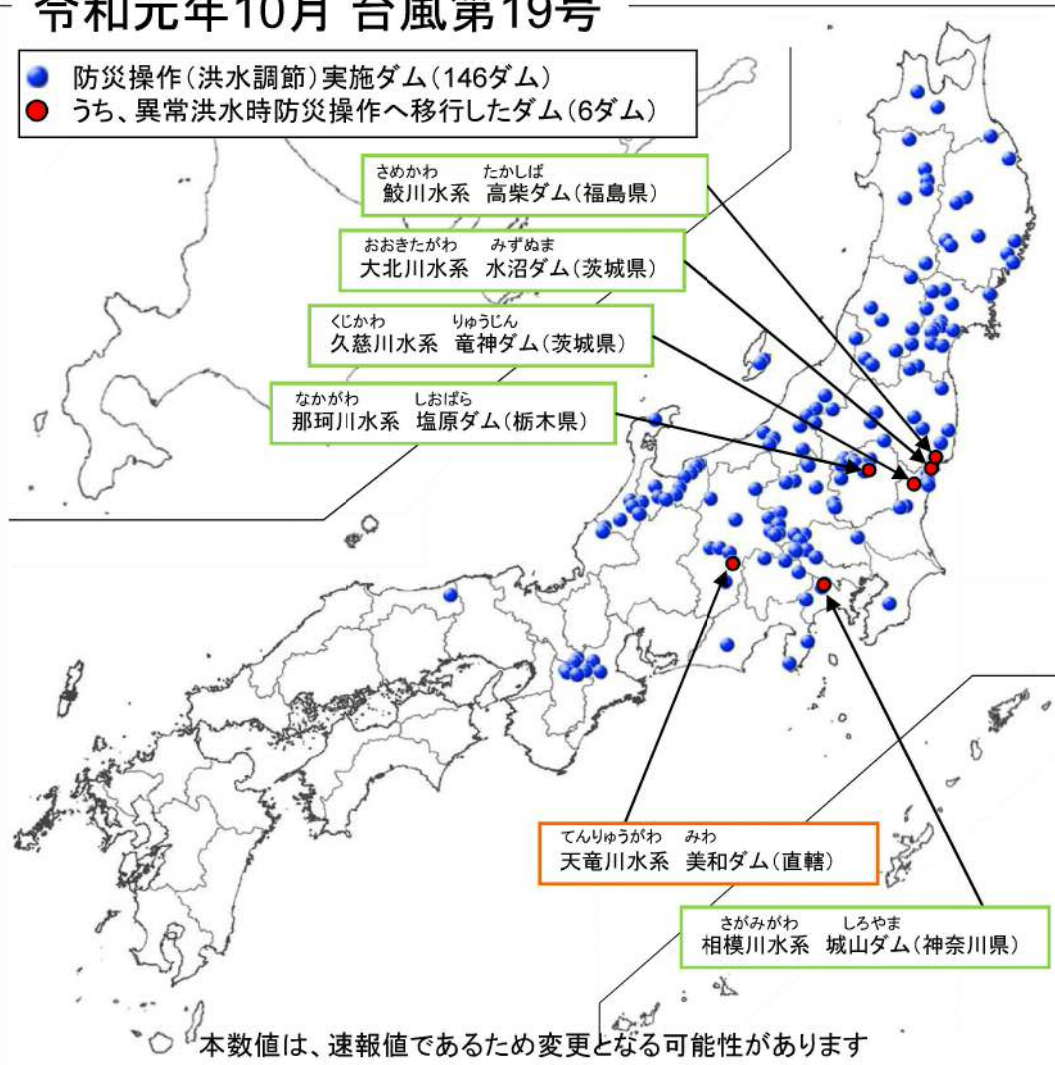 令和元年10月 台風第19号
防災操作（洪水調節）実施ダム（146ダム）
うち、異常洪水時防災操作へ移行したダム（6ダム）
さめかわ たかしば
鮫川水系 高柴ダム（福島県）
おおきたがわ みずぬま
大北川水系 水沼ダム（茨城県）
くじかわ りゅうじん
久慈川水系 竜神ダム（茨城県）
なかがわ しおばら
那珂川水系 塩原ダム（栃木県）
てんりゅうがわ みわ
天竜川水系 美和ダム（直轄）
さがみがわ しろやま
相模川水系 城山ダム（神奈川県）
本数値は、速報値であるため変更となる可能性があります